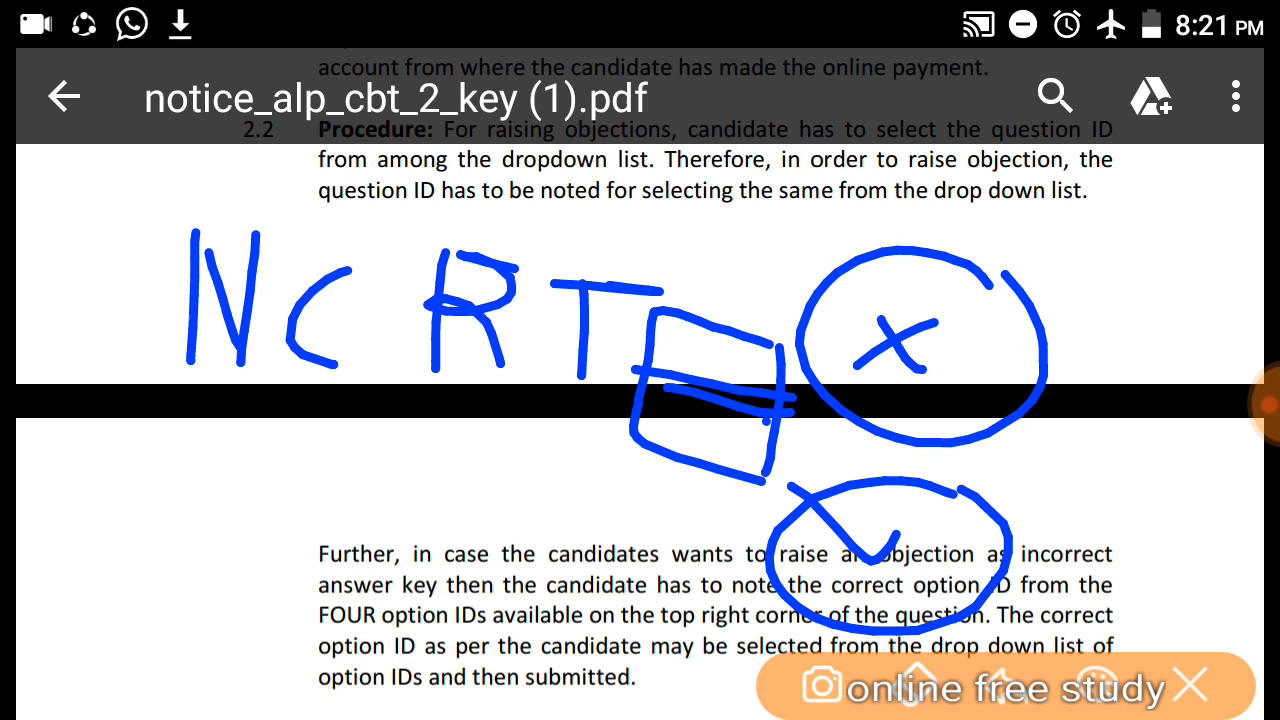 8:21 PM
account from where the candidate has made the online payment.
notice_alp_cbt_2_key (1).pdf
2.2 Procedure: For raising objections, candidate has to select the question ID
from among the dropdown list. Therefore, in order to raise objection, the
question ID has to be noted for selecting the same from the drop down list.
NCRT
Further, in case the candidates wants to raise an objection as incorrect
answer key then the candidate has to note the correct option ID from the
FOUR option IDs available on the top right corner of the question. The correct
option ID as per the candidate may be selected from the drop down list of
option IDs and then submitted.
online free study